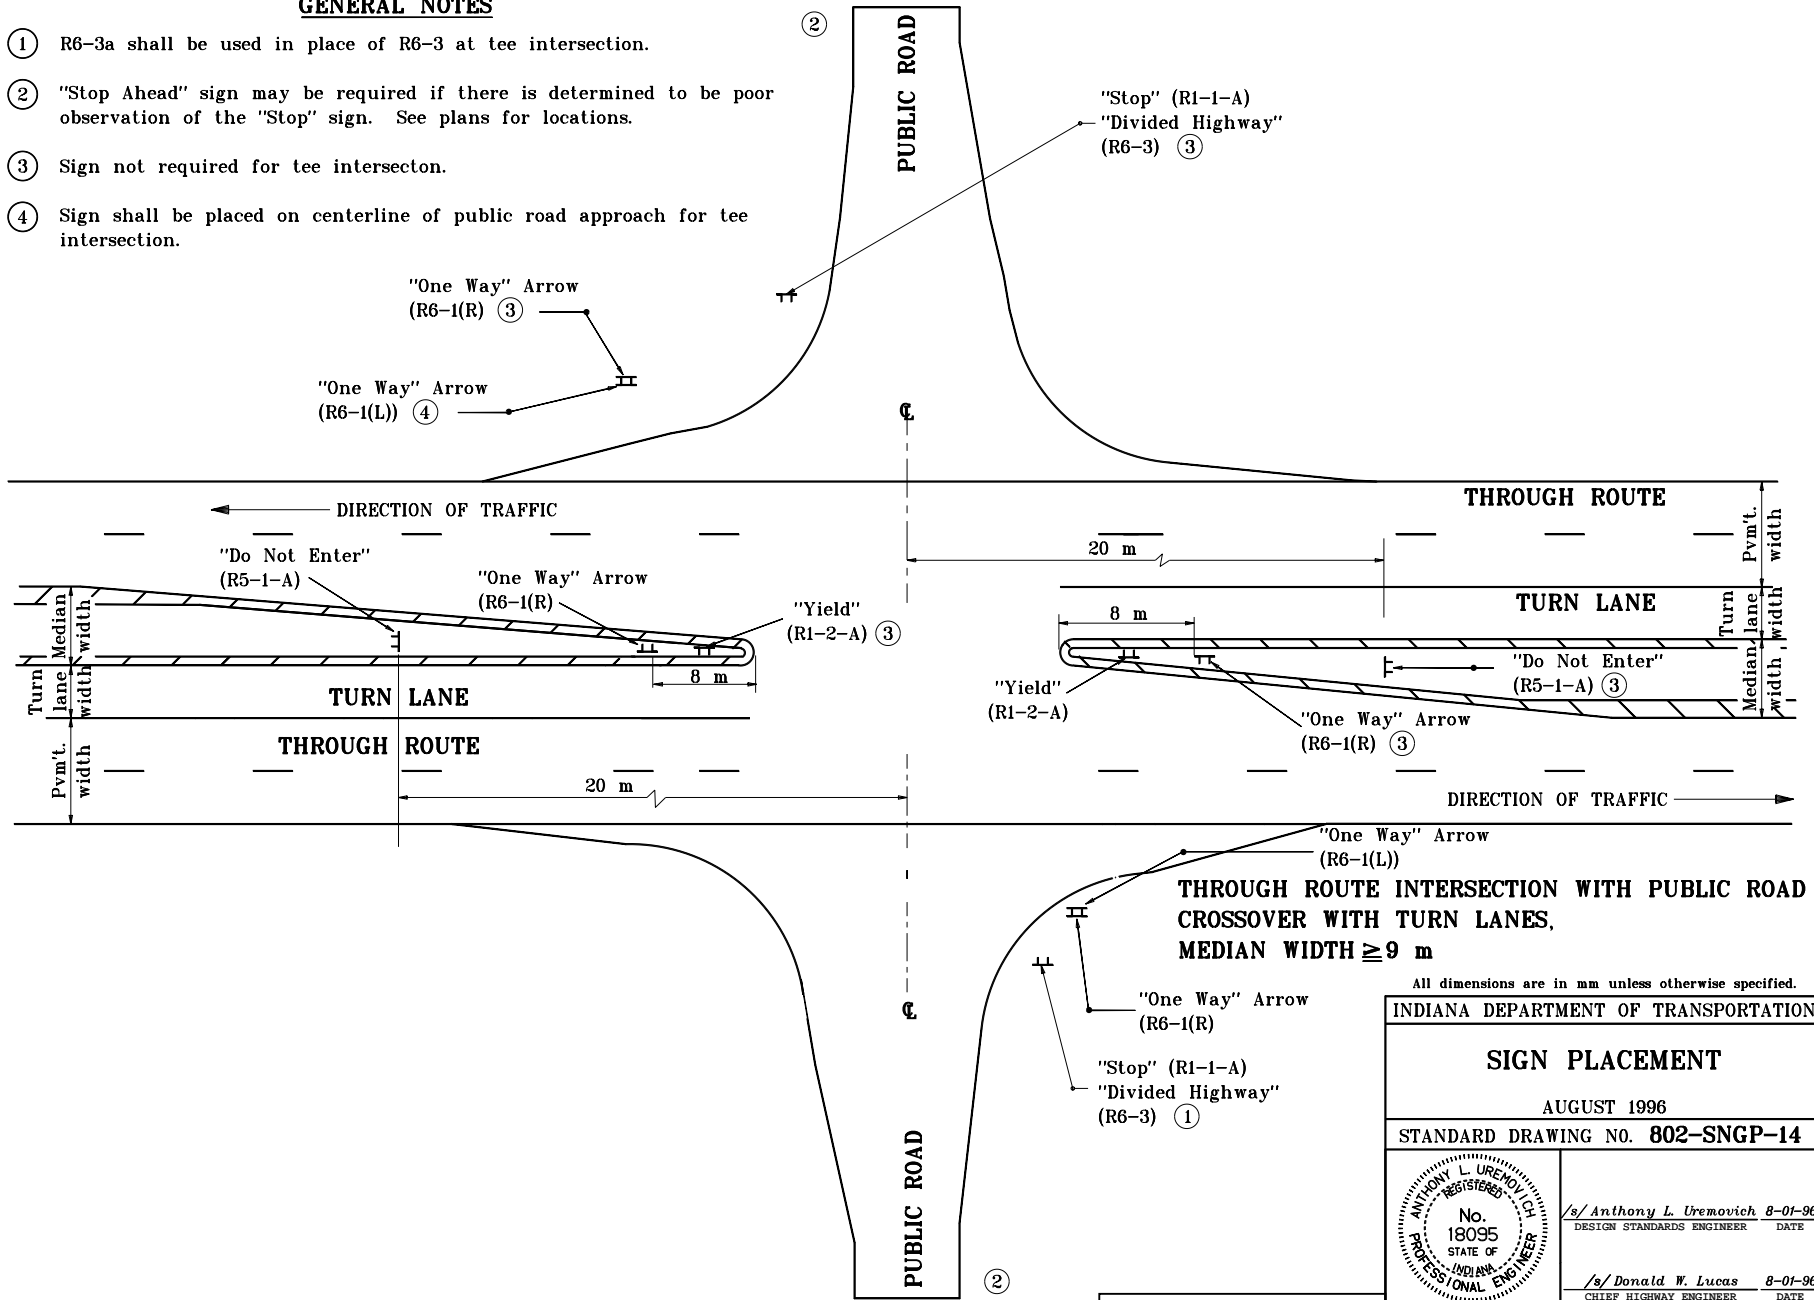 GENERAL NOTES
1 R6-3a shall be used in place of R6-3 at tee intersection.
2 "Stop Ahead" sign may be required if there is determined to be poor
observation of the "Stop" sign. See plans for locations.
3 Sign not required for tee intersecton.
4 Sign shall be placed on centerline of public road approach for tee
intersection.
2
PUBLIC ROAD
"Stop" (R1-1-A)
"Divided Highway"
(R6-3) 3
"One Way" Arrow
(R6-1(R) 3
"One Way" Arrow
(R6-1(L)) 4
℄
THROUGH ROUTE
DIRECTION OF TRAFFIC
Pvm't.
width
20 m
"Do Not Enter"
(R5-1-A)
"One Way" Arrow
(R6-1(R)
"Yield"
(R1-2-A) 3
Median
width
8 m
TURN LANE
Turn
lane
width
8 m
TURN LANE
Turn
lane
width
"Yield"
(R1-2-A)
"Do Not Enter"
(R5-1-A) 3
Median
width
"One Way" Arrow
(R6-1(R) 3
THROUGH ROUTE
Pvm't.
width
20 m
DIRECTION OF TRAFFIC
"One Way" Arrow
(R6-1(L))
THROUGH ROUTE INTERSECTION WITH PUBLIC ROAD
CROSSOVER WITH TURN LANES,
MEDIAN WIDTH ≧ 9 m
℄
"One Way" Arrow
(R6-1(R)
"Stop" (R1-1-A)
"Divided Highway"
(R6-3) 1
PUBLIC ROAD
2
All dimensions are in mm unless otherwise specified.
INDIANA DEPARTMENT OF TRANSPORTATION
SIGN PLACEMENT
AUGUST 1996
STANDARD DRAWING NO. 802-SNGP-14
ANTHONY L. UREMOVICH
REGISTERED
No.
18095
STATE OF
INDIANA
PROFESSIONAL ENGINEER
/s/ Anthony L. Uremovich 8-01-96
DESIGN STANDARDS ENGINEER DATE
/s/ Donald W. Lucas 8-01-96
CHIEF HIGHWAY ENGINEER DATE